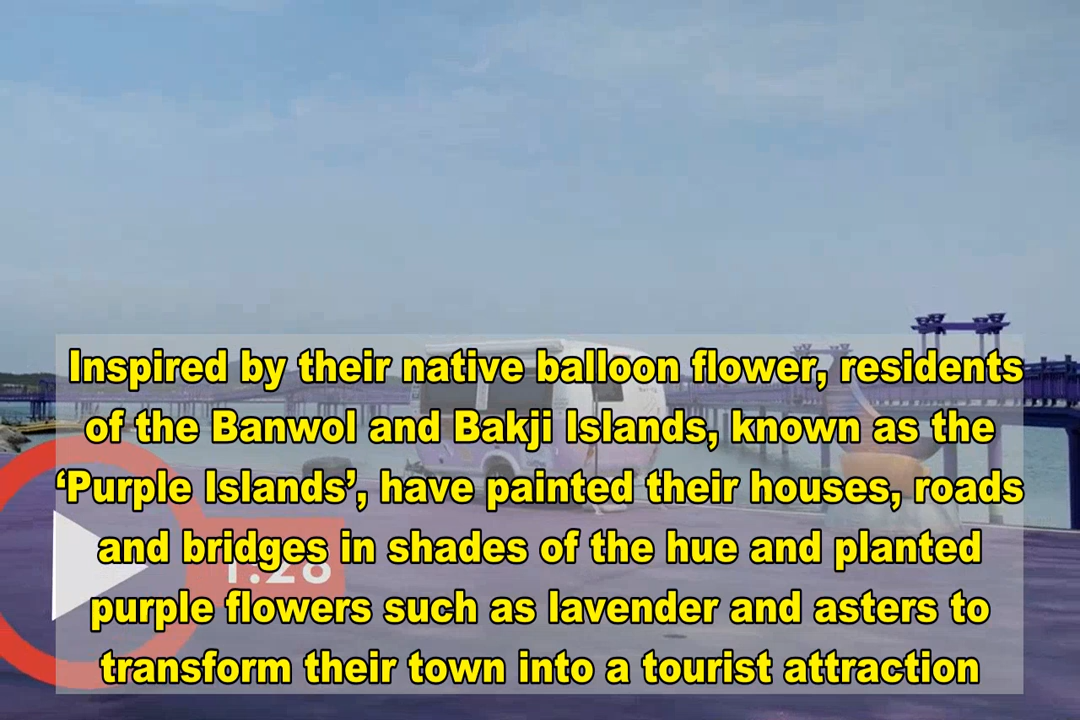 Inspired by their native balloon flower, residents
of the Banwol and Bakji Islands, known as the
‘Purple Islands’, have painted their houses, roads
and bridges in shades of the hue and planted
1:28
purple flowers such as lavender and asters to
transform their town into a tourist attraction